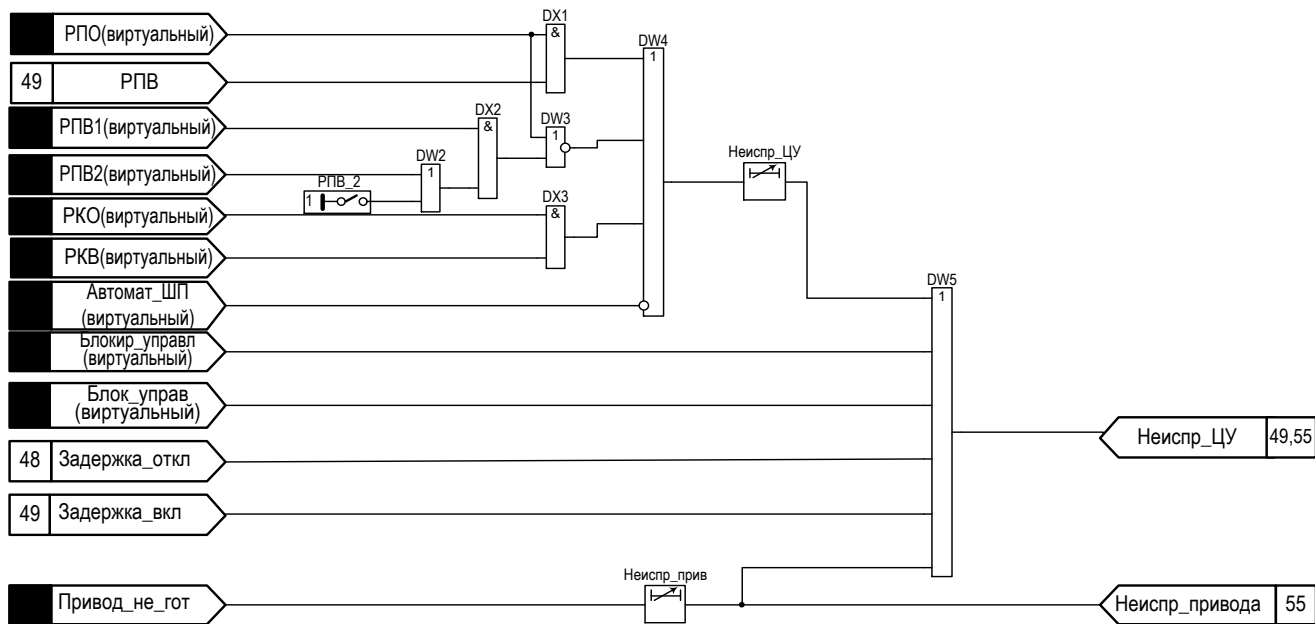 DX1
РПО(виртуальный)
&
DW4
1
49 РПВ
DX2
РПВ1(виртуальный)
&
DW3
1
Неиспр_ЦУ
DW2
РПВ2(виртуальный)
1
РПВ_2
1
DX3
РКО(виртуальный)
&
РКВ(виртуальный)
DW5
1
Автомат_ШП
(виртуальный)
Блокир_управл
(виртуальный)
Блок_управ
(виртуальный)
Неиспр_ЦУ 49,55
48 Задержка_откл
49 Задержка_вкл
Неиспр_прив
Привод_не_гот
Неиспр_привода 55